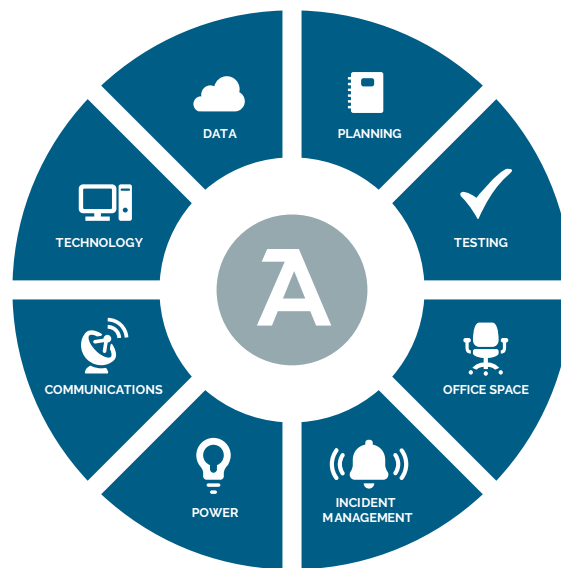 DATA
PLANNING
TECHNOLOGY
TESTING
A
COMMUNICATIONS
OFFICE SPACE
POWER
INCIDENT
MANAGEMENT